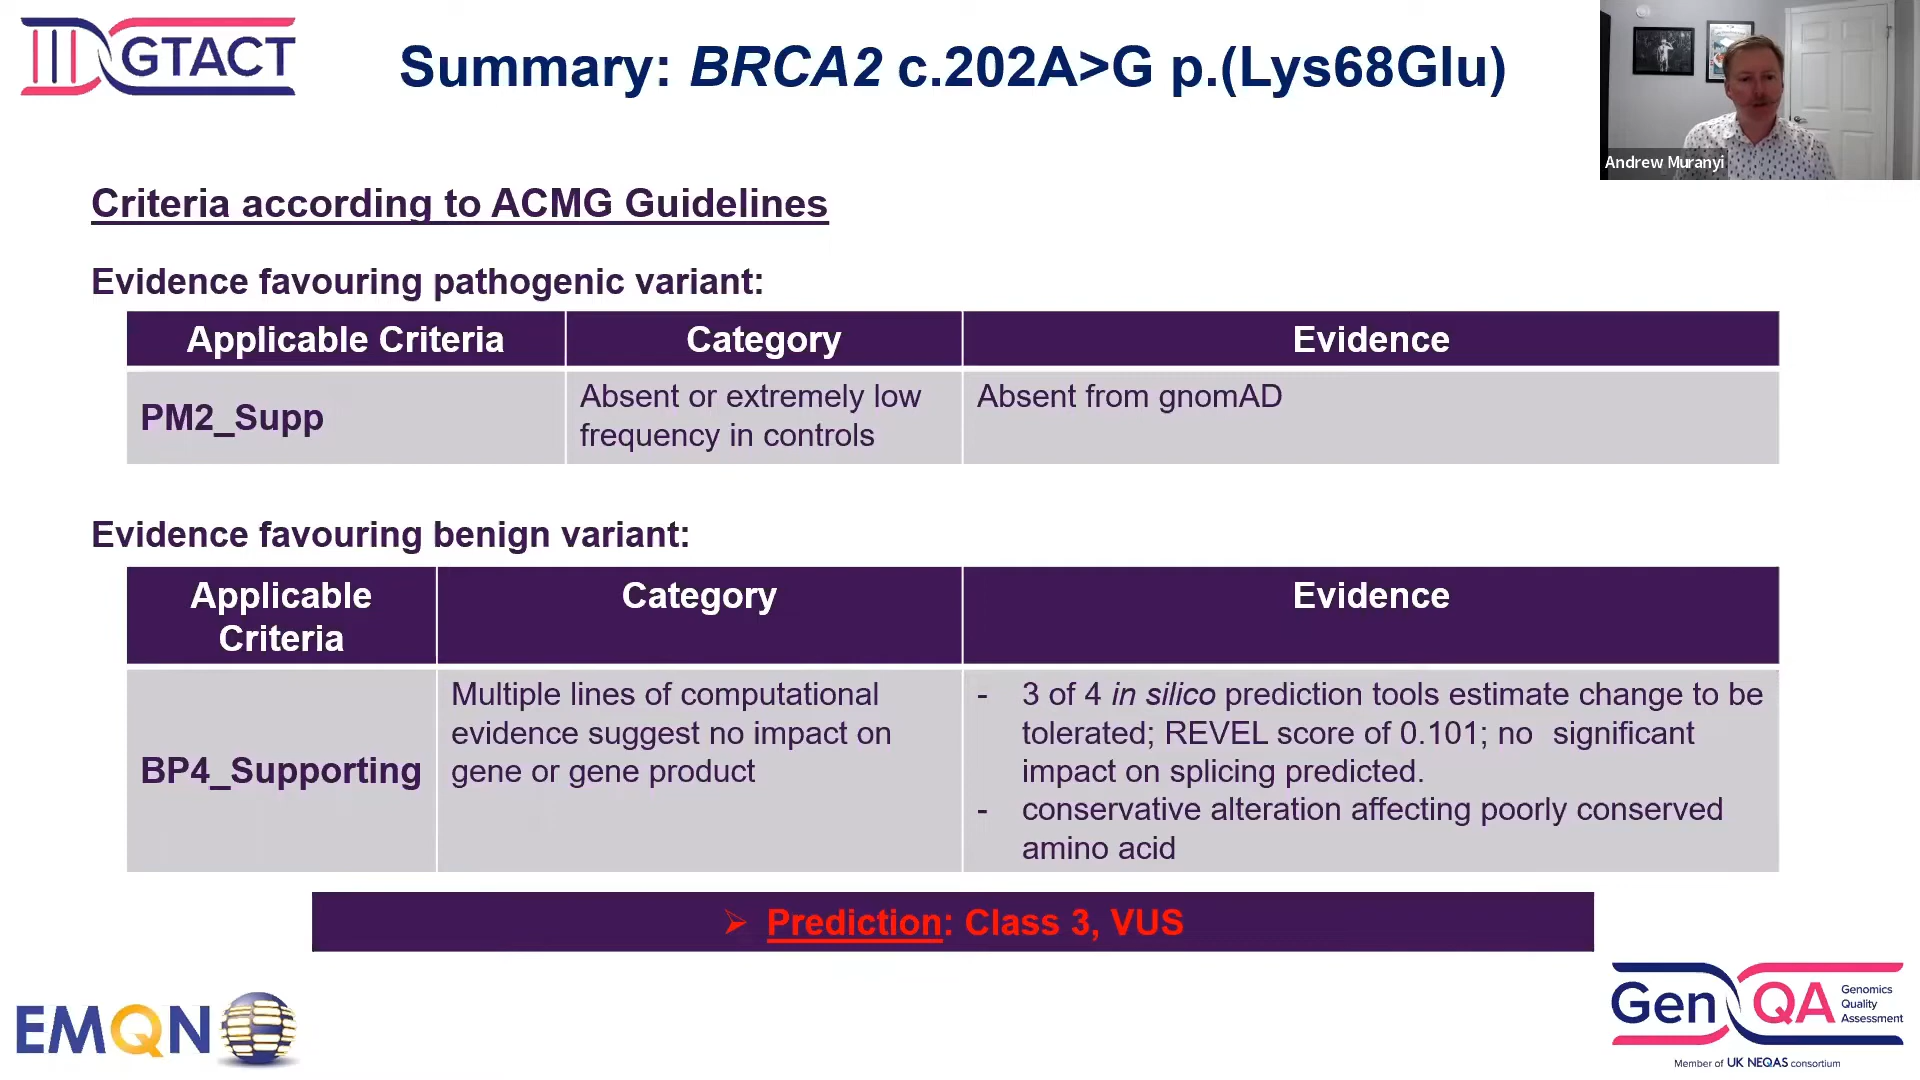 GTACT
Summary: BRCA2 c.202A>G p.(Lys68Glu)
Andrew Muranyi
Criteria according to ACMG Guidelines
Evidence favouring pathogenic variant:
Applicable Criteria
Category
Evidence
PM2_Supp
Absent or extremely low
frequency in controls
Absent from gnomAD
Evidence favouring benign variant:
Applicable
Criteria
Category
Evidence
BP4_Supporting
Multiple lines of computational
evidence suggest no impact on
gene or gene product
- 3 of 4 in silico prediction tools estimate change to be
tolerated; REVEL score of 0.101; no significant
impact on splicing predicted.
- conservative alteration affecting poorly conserved
amino acid
➢ Prediction: Class 3, VUS
EMQN
Gen QA
Genomics
Quality
Assessment
Member of UK NEQAS consortium